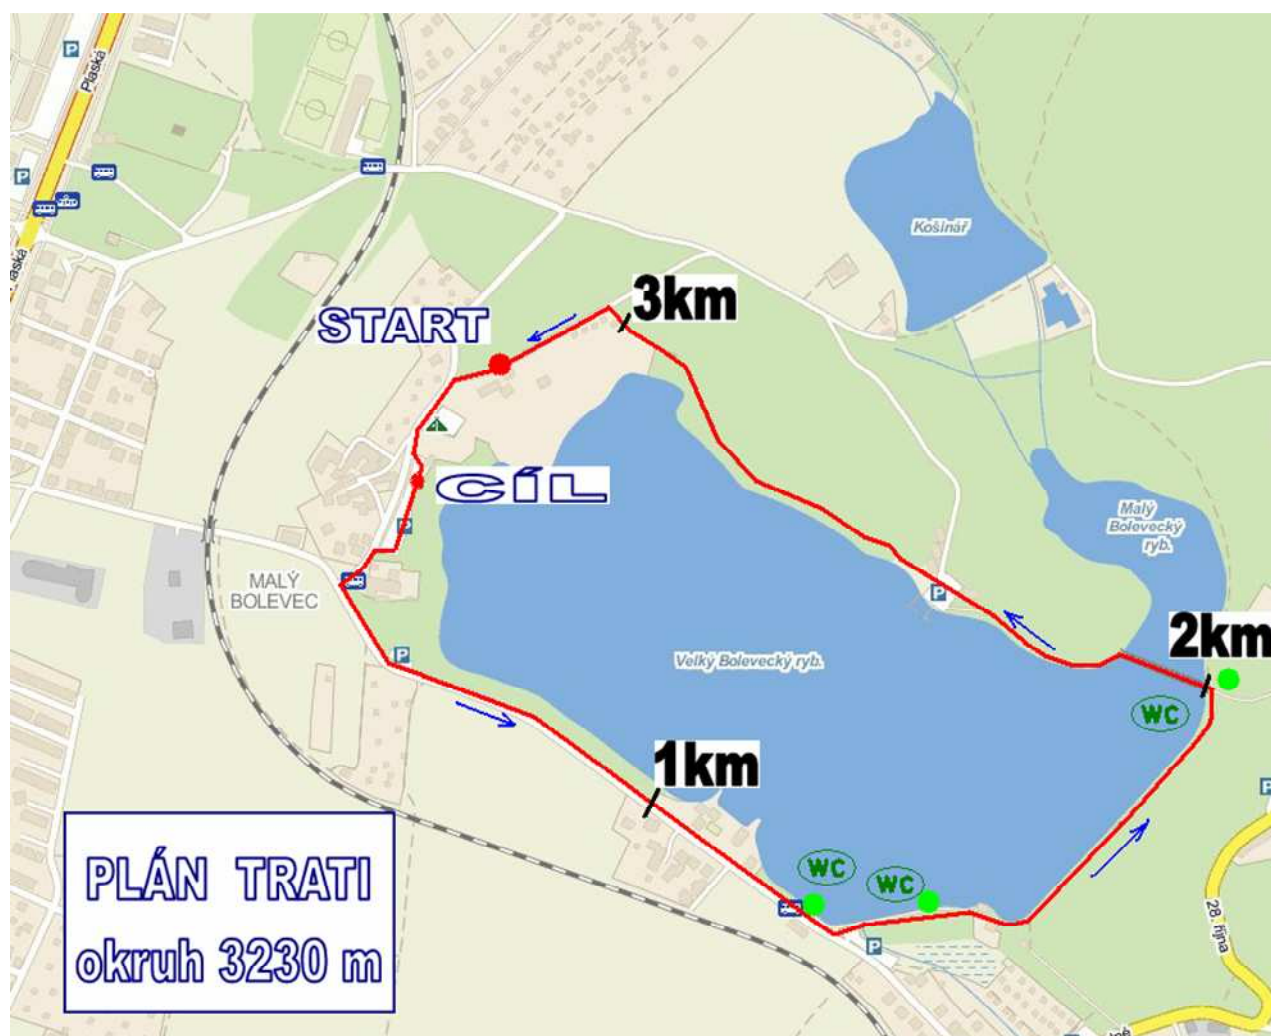 Plaská
P
P
Plaská
Košinář
3km
START
CÍL
P
Malý
Bolevecký
ryb.
MALÝ
BOLEVEC
P
P
2km
Velký Bolevecký ryb.
WC
1km
P
PLÁN TRATI
okruh 3230 m
WC
WC
28. října
P
P